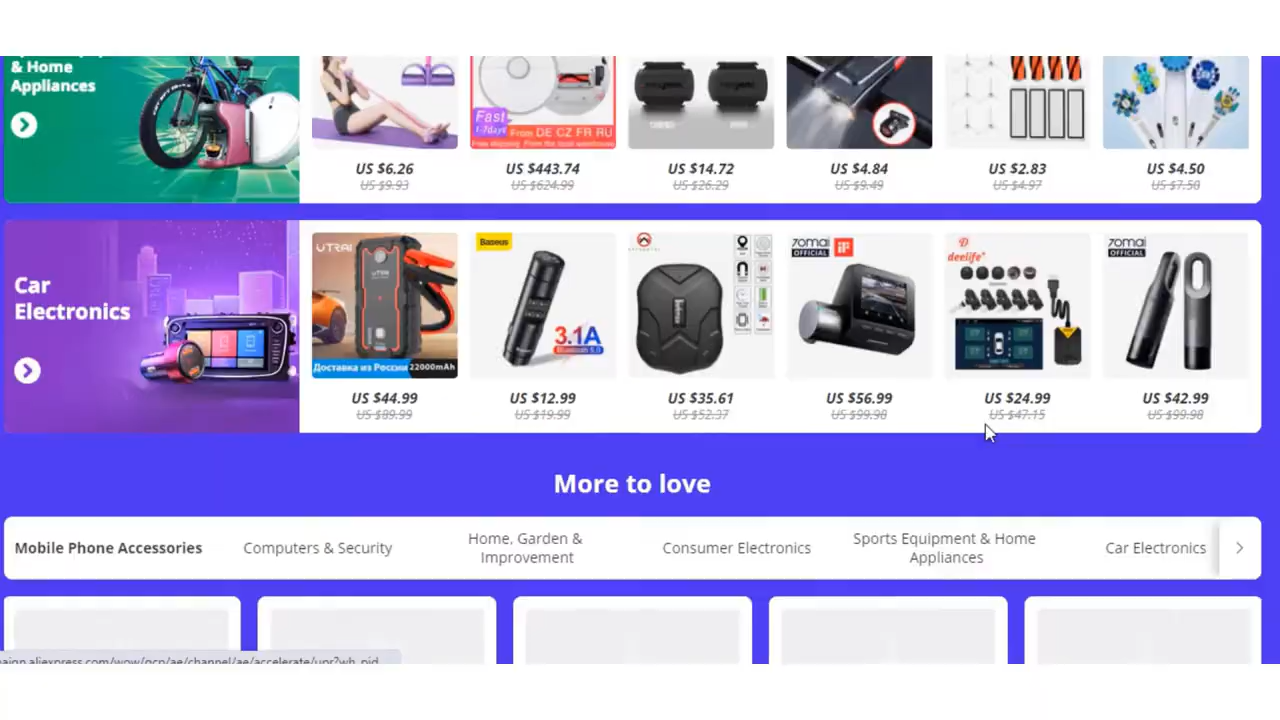 & Home
Appliances
Fast
1-7days
From DE CZ FR RU
US $6.26
US $9.93
US $443.74
US $624.99
US $14.72
US $26.29
US $4.84
US $9.49
US $2.83
US $4.97
US $4.50
US $7.50
Car
Electronics
UTRAI
UTRAI
Доставка из России 22000mAh
Baseus
3.1A
Bluetooth 5.0
70mai
OFFICIAL
D
deelife
70mai
OFFICIAL
US $44.99
US $89.99
US $12.99
US $19.99
US $35.61
US $52.37
US $56.99
US $99.98
US $24.99
US $47.15
US $42.99
US $99.98
More to love
Mobile Phone Accessories
Computers & Security
Home, Garden &
Improvement
Consumer Electronics
Sports Equipment & Home
Appliances
Car Electronics